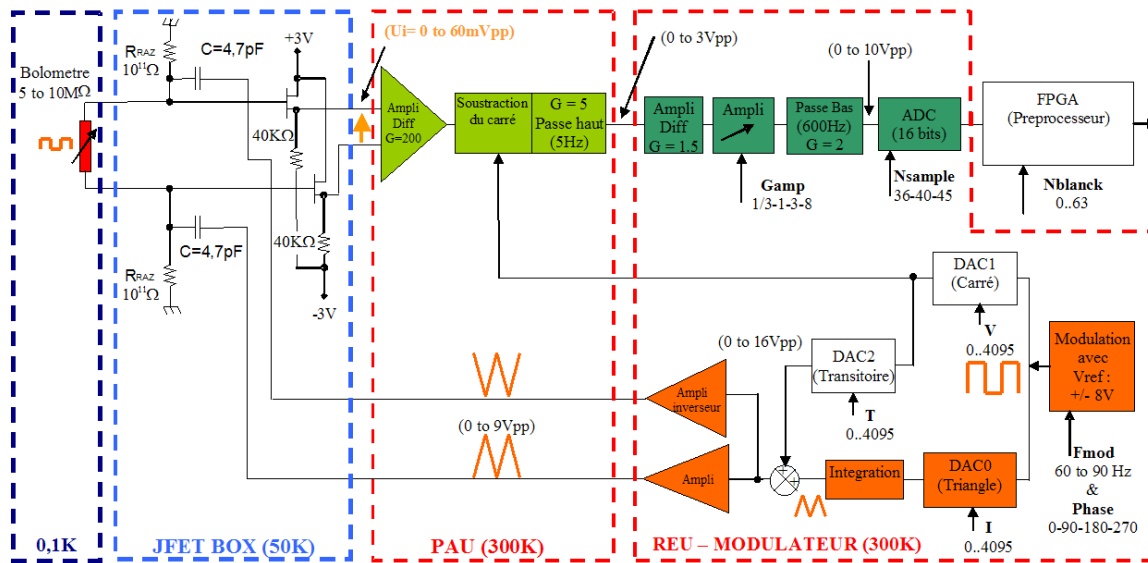 Bolometre
5 to 10MΩ
0,1K
RRAZ
10¹¹Ω
C=4,7pF
+3V
40KΩ
40KΩ
C=4,7pF
RRAZ
10¹¹Ω
-3V
JFET BOX (50K)
(Ui= 0 to 60mVpp)
Ampli
Diff
G=200
Soustraction
du carré
G = 5
Passe haut
(5Hz)
(0 to 9Vpp)
PAU (300K)
(0 to 3Vpp)
Ampli
Diff
G = 1.5
Ampli
Gamp
1/3-1-3-8
Passe Bas
(600Hz)
G = 2
(0 to 10Vpp)
ADC
(16 bits)
Nsample
36-40-45
FPGA
(Preprocesseur)
Nblanck
0..63
DAC1
(Carré)
V
0..4095
(0 to 16Vpp)
DAC2
(Transitoire)
T
0..4095
Modulation
avec
Vref :
+/- 8V
Fmod
60 to 90 Hz
&
Phase
0-90-180-270
Ampli
inverseur
Ampli
-
+
Integration
DAC0
(Triangle)
I
0..4095
REU – MODULATEUR (300K)